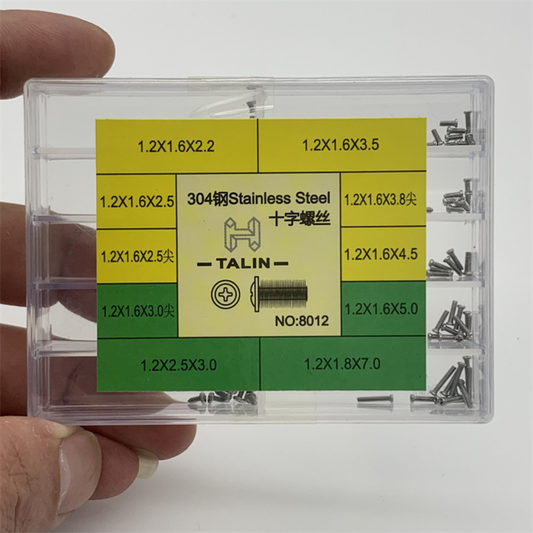 1.2X1.6X2.2
1.2X1.6X3.5
1.2X1.6X2.5
304钢Stainless Steel
1.2X1.6X3.8尖
十字螺丝
1.2X1.6X2.5尖
1.2X1.6X4.5
TALIN
1.2X1.6X3.0尖
1.2X1.6X5.0
NO:8012
1.2X2.5X3.0
1.2X1.8X7.0